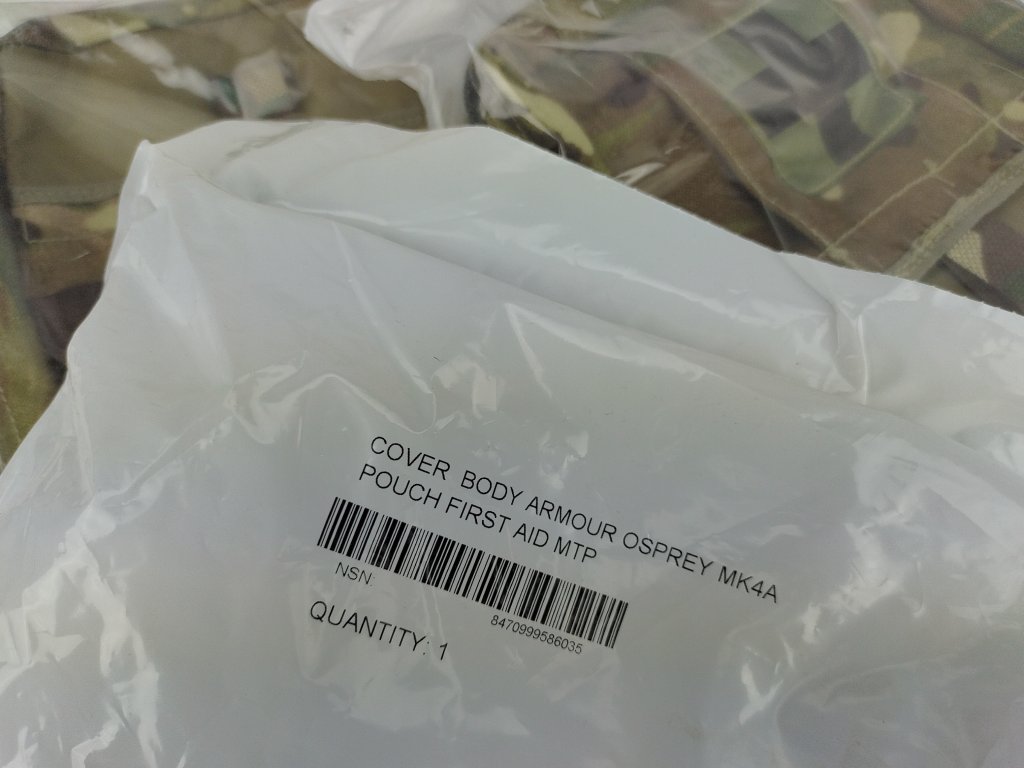 COVER BODY ARMOUR OSPREY MK4A
POUCH FIRST AID MTP
NSN:
8470999586035
QUANTITY: 1